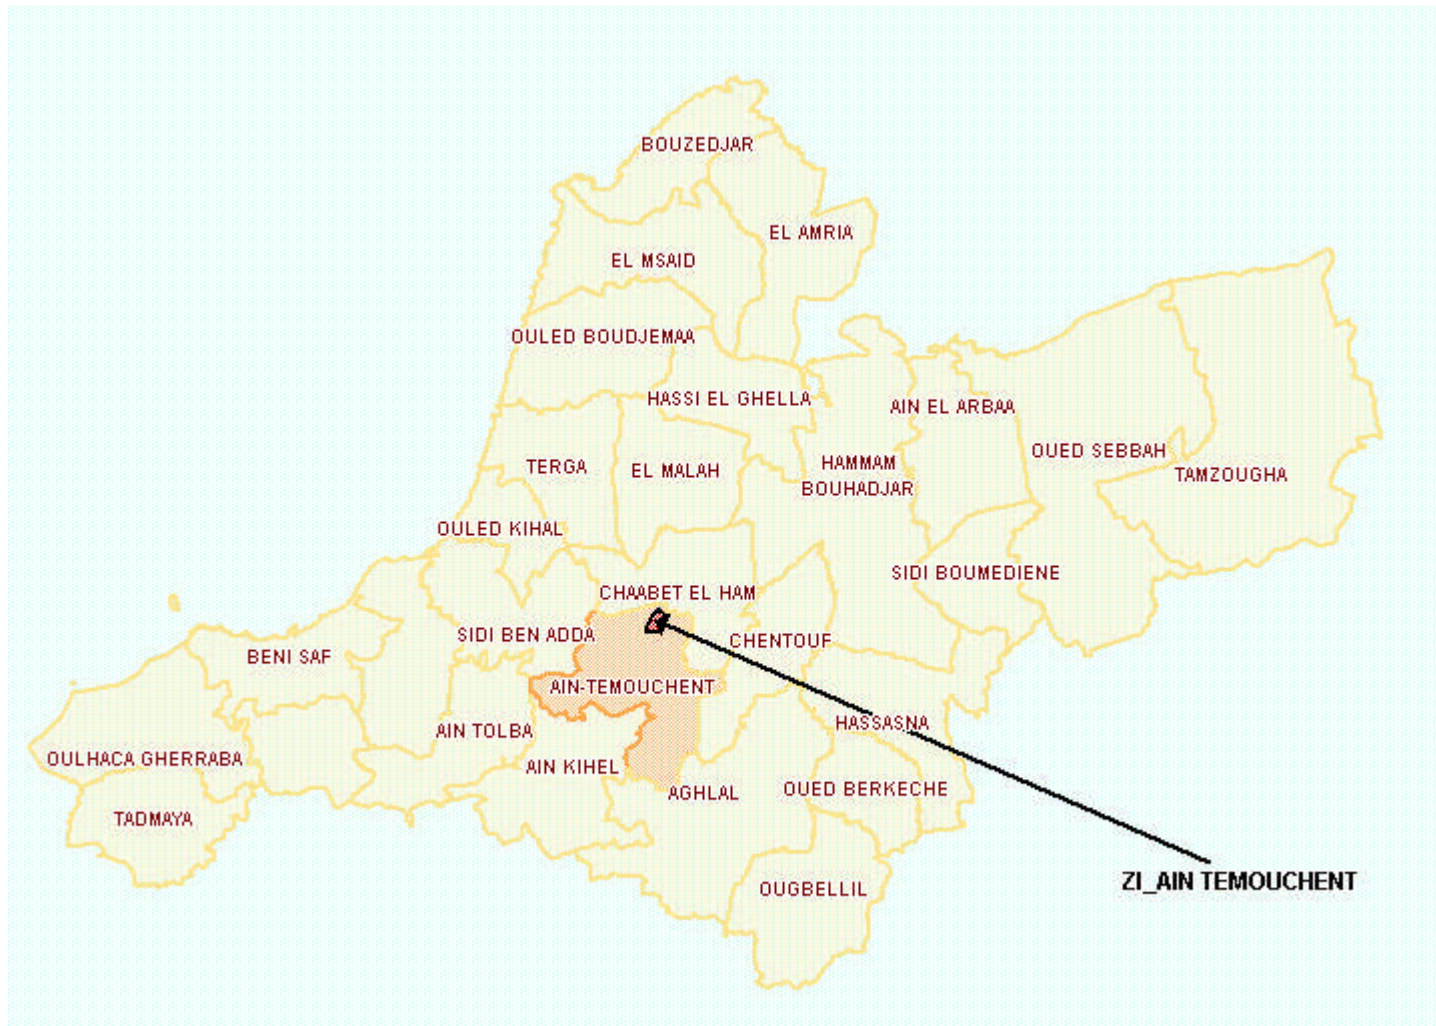 BOUZEDJAR
EL AMRIA
EL MSAID
OULED BOUDJEMAA
HASSI EL GHELLA
AIN EL ARBAA
OUED SEBBAH
TERGA
EL MALAH
HAMMAM
BOUHADJAR
TAMZOUGHA
OULED KIHAL
SIDI BOUMEDIENE
CHAABET EL HAM
SIDI BEN ADDA
CHENTOUF
BENI SAF
AIN-TEMOUCHENT
HASSASNA
AIN TOLBA
OULHACA GHERRABA
AIN KIHEL
AGHLAL
OUED BERKECHE
TADMAYA
ZI_AIN TEMOUCHENT
OUGBELLIL